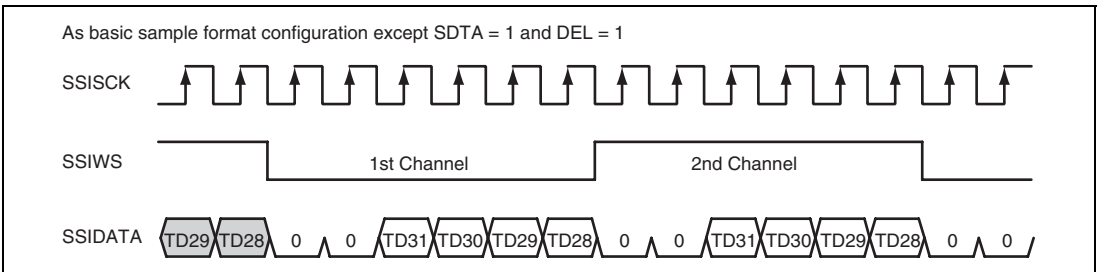 As basic sample format configuration except SDTA = 1 and DEL = 1
SSISCK
SSIWS 1st Channel 2nd Channel
SSIDATA TD29 TD28 0 0 TD31 TD30 TD29 TD28 0 0 TD31 TD30 TD29 TD28 0 0